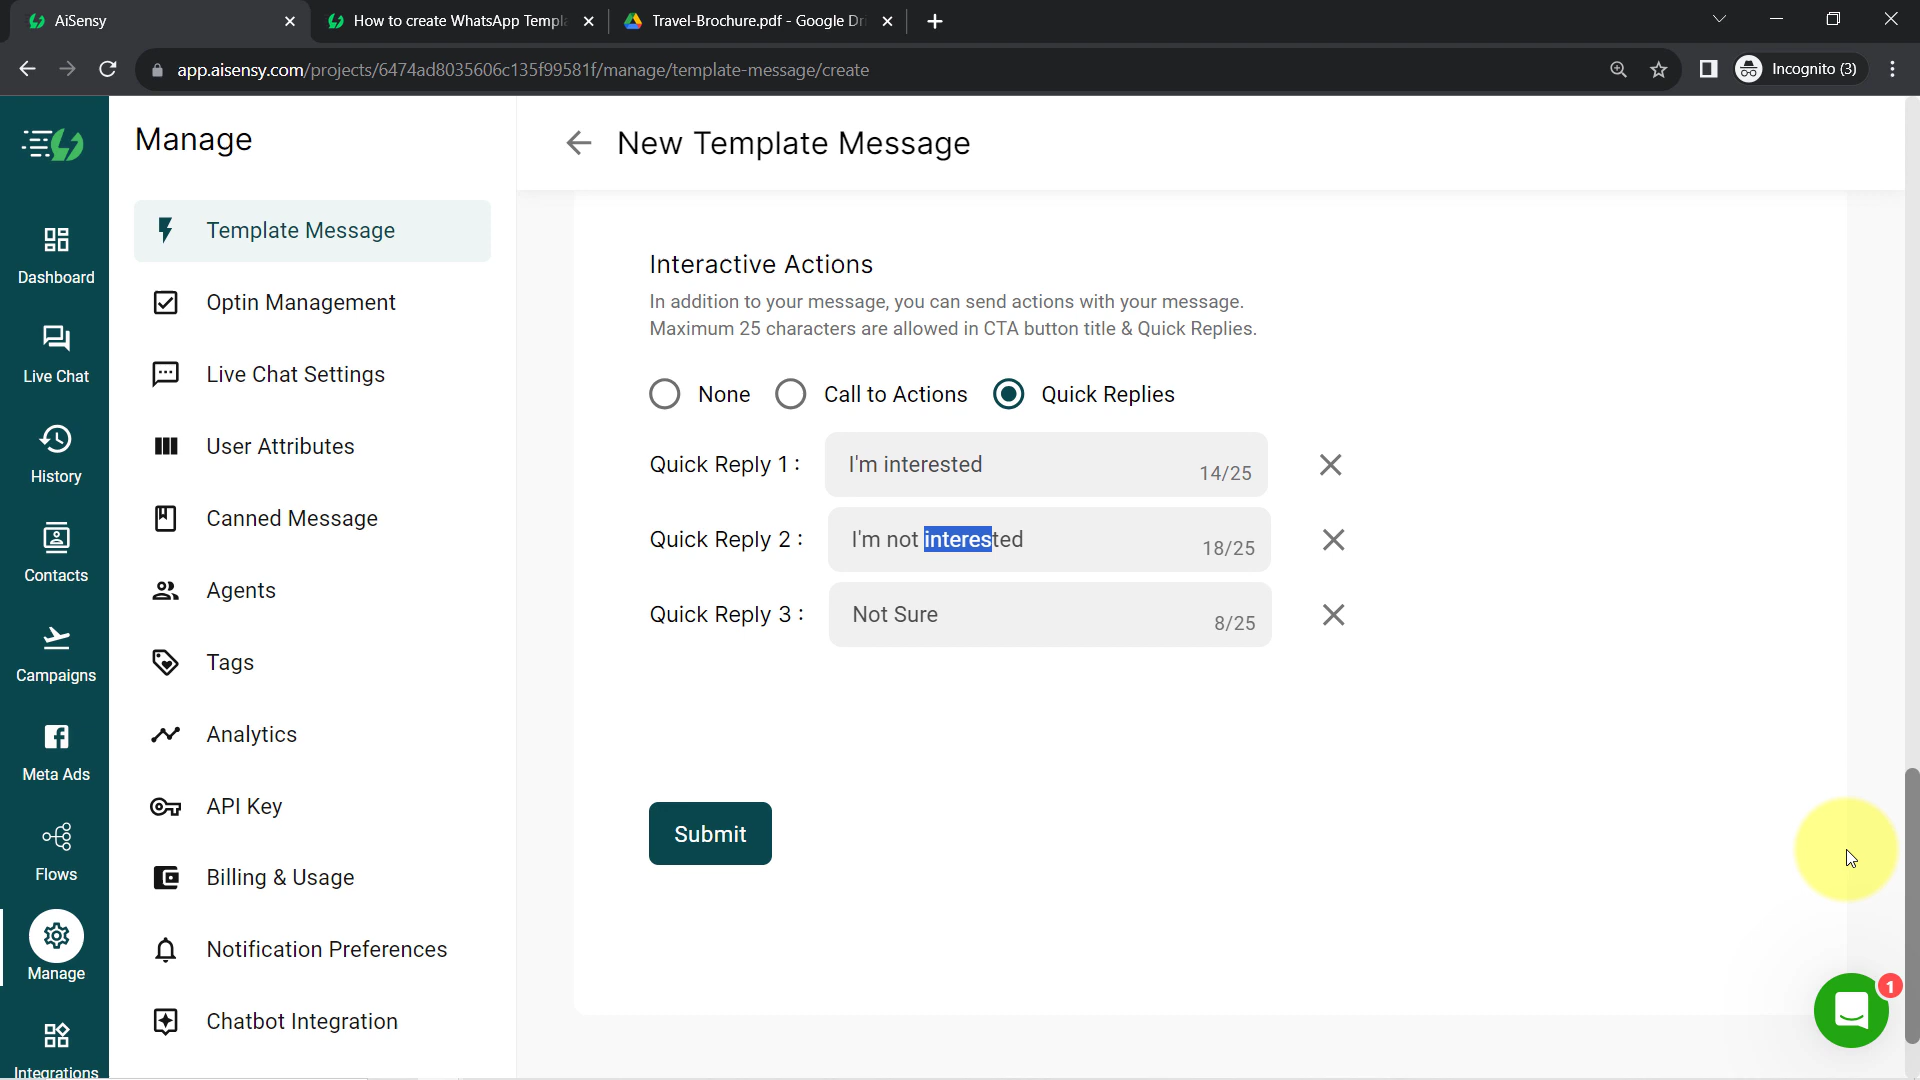 AiSensy
How to create WhatsApp Templ
Travel-Brochure.pdf - Google Dri
app.aisensy.com/projects/6474ad8035606c135f99581f/manage/template-message/create
Incognito (3)
Dashboard
Live Chat
History
Contacts
Campaigns
Meta Ads
Flows
Manage
Integrations
Manage
Template Message
Optin Management
Live Chat Settings
User Attributes
Canned Message
Agents
Tags
Analytics
API Key
Billing & Usage
Notification Preferences
Chatbot Integration
New Template Message
Interactive Actions
In addition to your message, you can send actions with your message.
Maximum 25 characters are allowed in CTA button title & Quick Replies.
None Call to Actions Quick Replies
Quick Reply 1 : I'm interested 14/25
Quick Reply 2 : I'm not interested 18/25
Quick Reply 3 : Not Sure 8/25
Submit
1